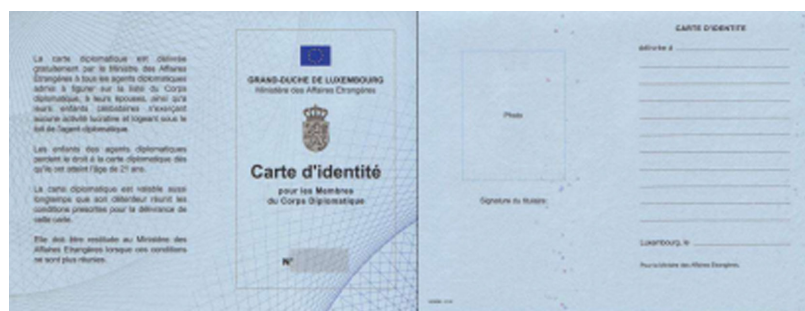 La carte diplomatique est délivrée
gratuitement par le Ministre des Affaires
Etrangères à tous les agents diplomatiques
admis à figurer sur la liste du Corps
diplomatique, à leurs épouses, ainsi qu'à
leurs enfants célibataires n'exerçant
aucune activité lucrative et logeant sous le
toit de l'agent diplomatique.
Les enfants des agents diplomatiques
perdent le droit à la carte diplomatique dès
qu'ils ont atteint l'âge de 21 ans.
La carte diplomatique est valable aussi
longtemps que son détenteur réunit les
conditions prescrites pour la délivrance de
cette carte.
Elle doit être restituée au Ministère des
Affaires Etrangères lorsque ces conditions
ne sont plus réunies.
GRAND-DUCHE DE LUXEMBOURG
Ministère des Affaires Etrangères
Carte d'identité
pour les Membres
du Corps Diplomatique
N°
Photo
Signature du titulaire:
CARTE D'IDENTITE
délivrée à
Luxembourg, le
Pour le Ministre des Affaires Etrangères,